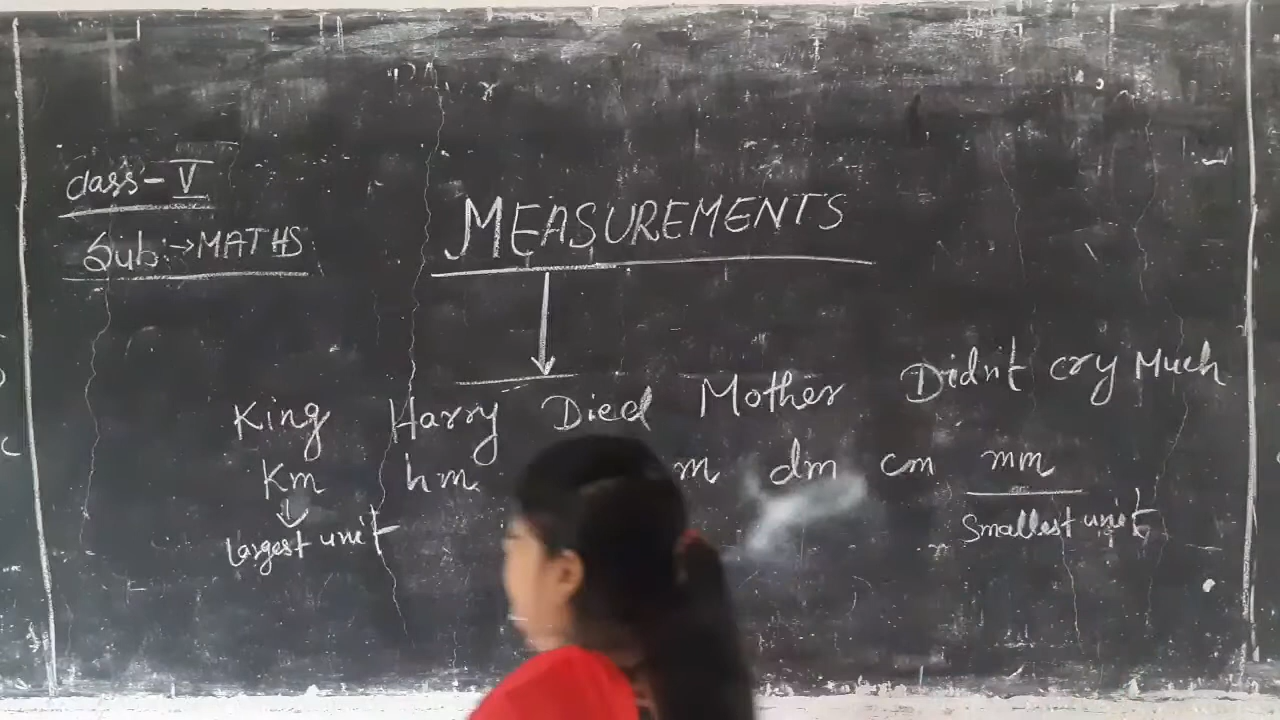 Class - V
Sub :→ MATHS
MEASUREMENTS
King Harry Died Mother Didn't cry Much
Km hm m dm cm mm
Largest unit
Smallest unit